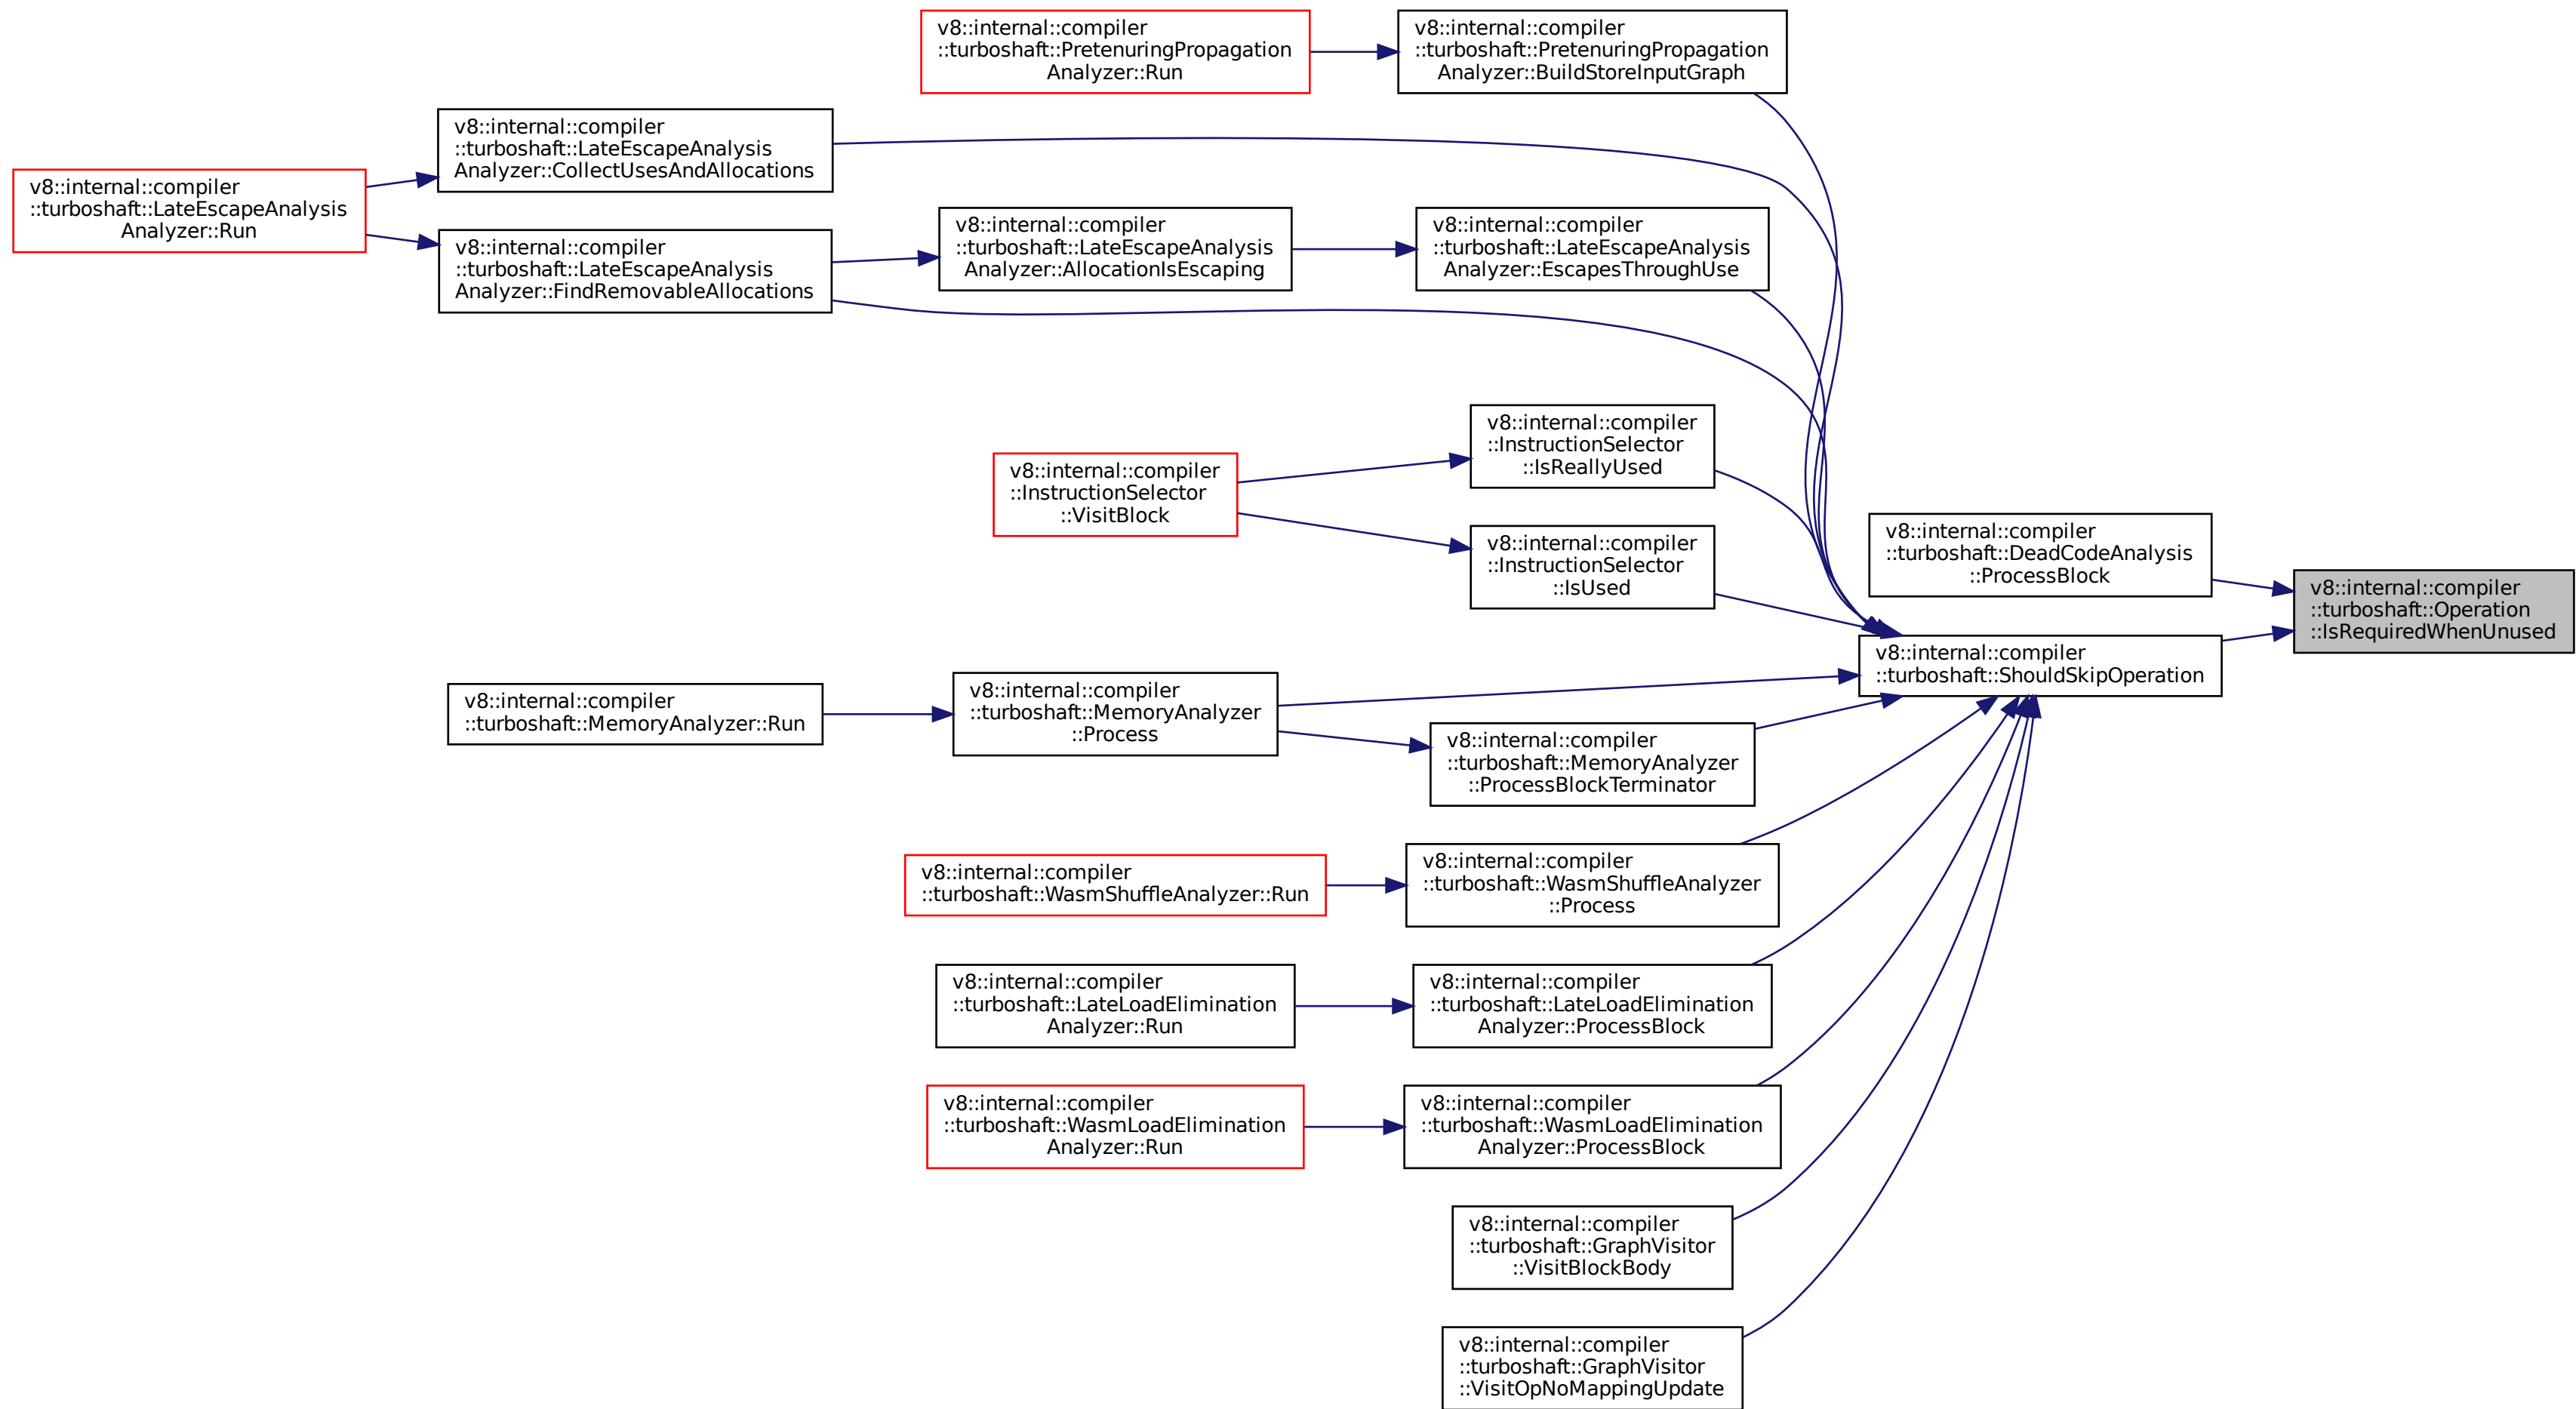 v8::internal::compiler
::turboshaft::PretenuringPropagation
Analyzer::Run
v8::internal::compiler
::turboshaft::PretenuringPropagation
Analyzer::BuildStoreInputGraph
v8::internal::compiler
::turboshaft::LateEscapeAnalysis
Analyzer::CollectUsesAndAllocations
v8::internal::compiler
::turboshaft::LateEscapeAnalysis
Analyzer::Run
v8::internal::compiler
::turboshaft::LateEscapeAnalysis
Analyzer::FindRemovableAllocations
v8::internal::compiler
::turboshaft::LateEscapeAnalysis
Analyzer::AllocationIsEscaping
v8::internal::compiler
::turboshaft::LateEscapeAnalysis
Analyzer::EscapesThroughUse
v8::internal::compiler
::InstructionSelector
::IsReallyUsed
v8::internal::compiler
::InstructionSelector
::VisitBlock
v8::internal::compiler
::InstructionSelector
::IsUsed
v8::internal::compiler
::turboshaft::DeadCodeAnalysis
::ProcessBlock
v8::internal::compiler
::turboshaft::Operation
::IsRequiredWhenUnused
v8::internal::compiler
::turboshaft::ShouldSkipOperation
v8::internal::compiler
::turboshaft::MemoryAnalyzer::Run
v8::internal::compiler
::turboshaft::MemoryAnalyzer
::Process
v8::internal::compiler
::turboshaft::MemoryAnalyzer
::ProcessBlockTerminator
v8::internal::compiler
::turboshaft::WasmShuffleAnalyzer::Run
v8::internal::compiler
::turboshaft::WasmShuffleAnalyzer
::Process
v8::internal::compiler
::turboshaft::LateLoadElimination
Analyzer::Run
v8::internal::compiler
::turboshaft::LateLoadElimination
Analyzer::ProcessBlock
v8::internal::compiler
::turboshaft::WasmLoadElimination
Analyzer::Run
v8::internal::compiler
::turboshaft::WasmLoadElimination
Analyzer::ProcessBlock
v8::internal::compiler
::turboshaft::GraphVisitor
::VisitBlockBody
v8::internal::compiler
::turboshaft::GraphVisitor
::VisitOpNoMappingUpdate